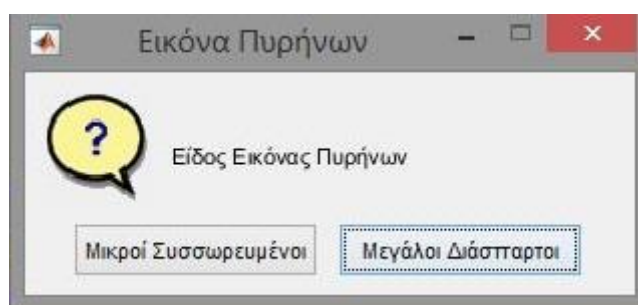 Εικόνα Πυρήνων
?
Είδος Εικόνας Πυρήνων
Μικροί Συσσωρευμένοι
Μεγάλοι Διάσπαρτοι